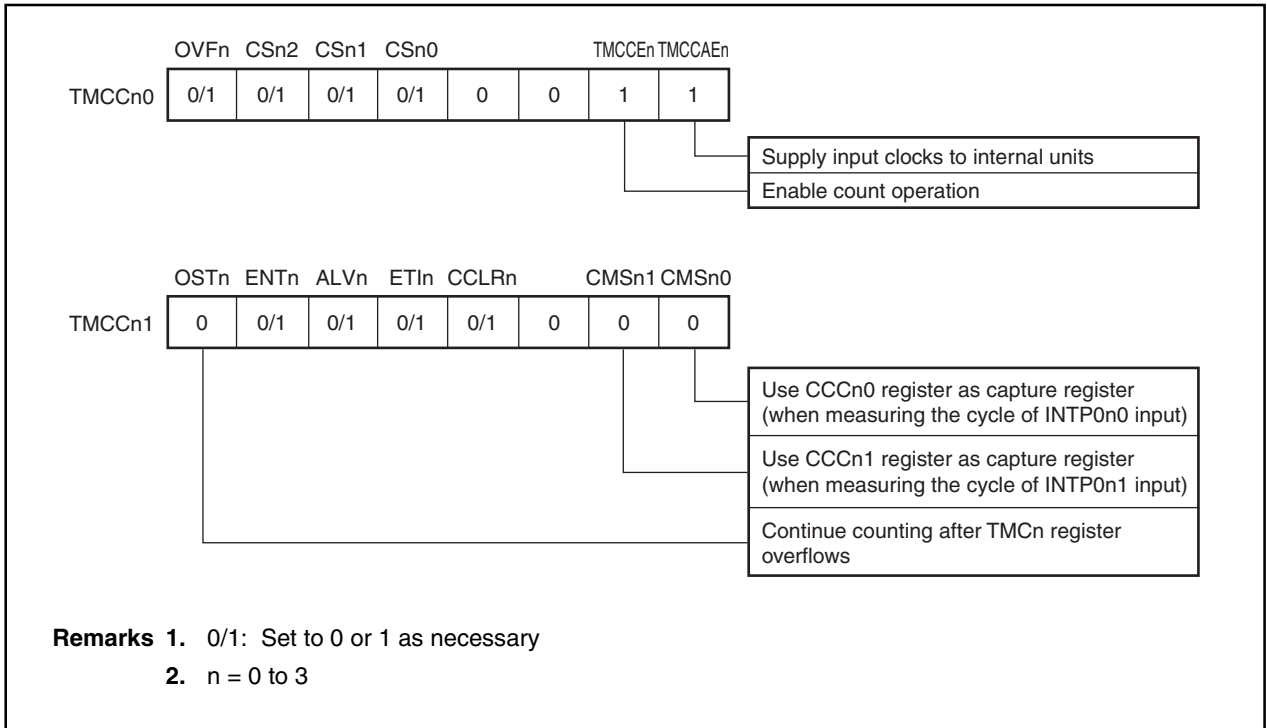 OVFn CSn2 CSn1 CSn0 TMCCEn TMCCAEn
TMCCn0 0/1 0/1 0/1 0/1 0 0 1 1
Supply input clocks to internal units
Enable count operation
OSTn ENTn ALVn ETIn CCLRn CMSn1 CMSn0
TMCCn1 0 0/1 0/1 0/1 0/1 0 0 0
Use CCCn0 register as capture register
(when measuring the cycle of INTP0n0 input)
Use CCCn1 register as capture register
(when measuring the cycle of INTP0n1 input)
Continue counting after TMCn register
overflows
Remarks 1. 0/1: Set to 0 or 1 as necessary
2. n = 0 to 3